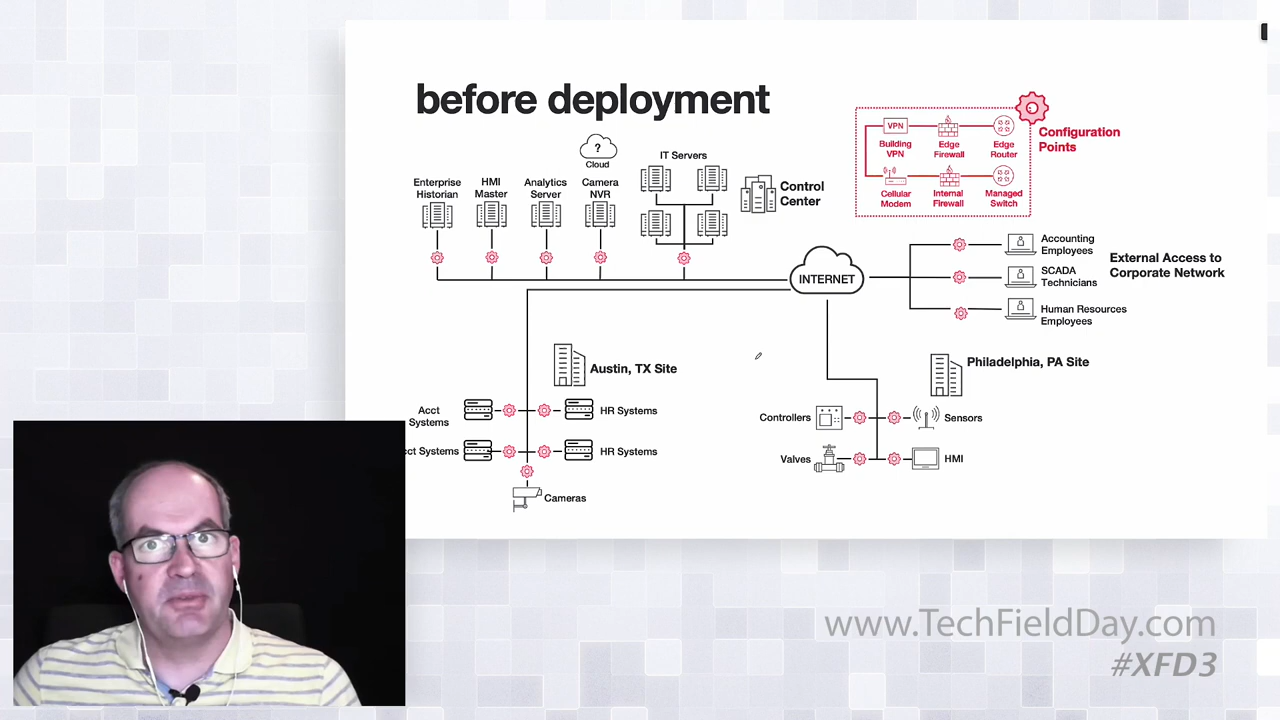 before deployment
?
Cloud
IT Servers
Enterprise
Historian
HMI
Master
Analytics
Server
Camera
NVR
Control
Center
VPN
Building
VPN
Edge
Firewall
Edge
Router
Cellular
Modem
Internal
Firewall
Managed
Switch
Configuration
Points
INTERNET
Accounting
Employees
SCADA
Technicians
Human Resources
Employees
External Access to
Corporate Network
Austin, TX Site
Acct
Systems
HR Systems
ct Systems
HR Systems
Cameras
Philadelphia, PA Site
Controllers
Sensors
Valves
HMI
www.TechFieldDay.com
#XFD3